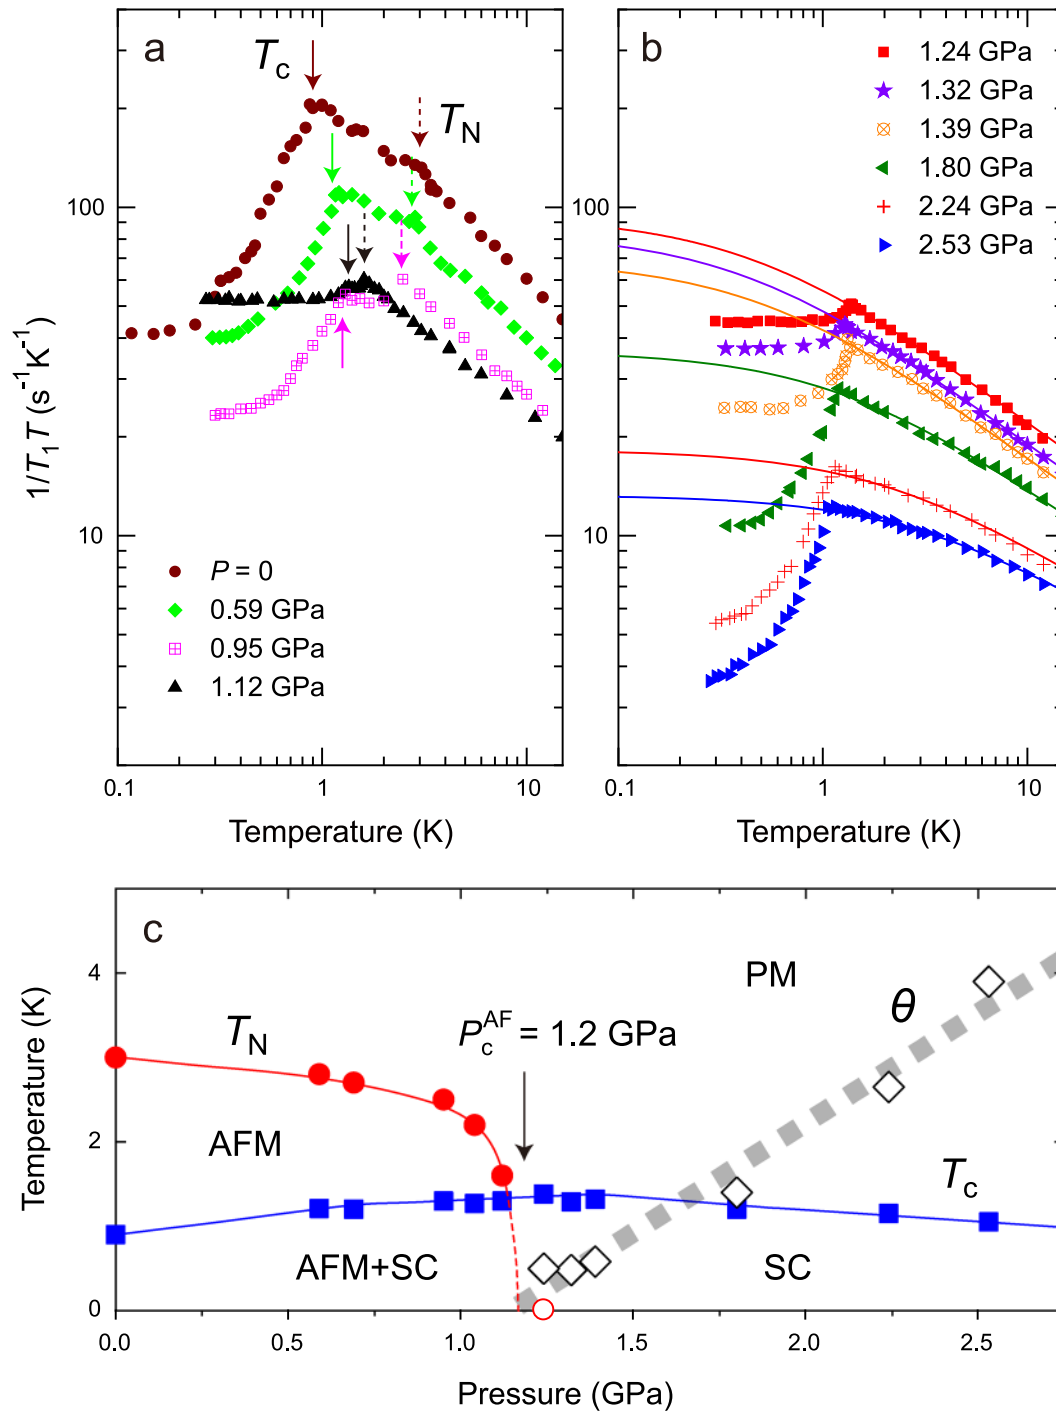 a
T_c
T_N
100
10
1/T_1T (s^-1K^-1)
P = 0
0.59 GPa
0.95 GPa
1.12 GPa
0.1
1
10
Temperature (K)
b
1.24 GPa
1.32 GPa
1.39 GPa
1.80 GPa
2.24 GPa
2.53 GPa
100
10
0.1
1
10
Temperature (K)
c
PM
θ
T_N
P_c^AF = 1.2 GPa
AFM
T_c
AFM+SC
SC
4
2
0
Temperature (K)
0.0
0.5
1.0
1.5
2.0
2.5
Pressure (GPa)